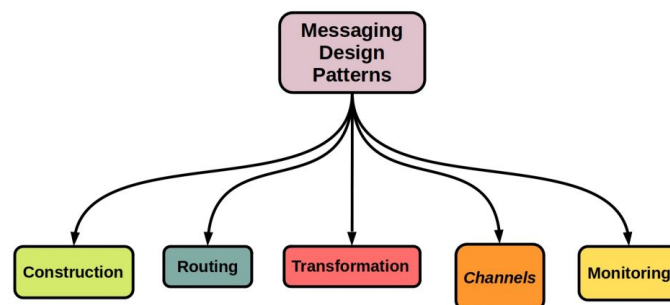 Messaging
Design
Patterns
Construction
Routing
Transformation
Channels
Monitoring